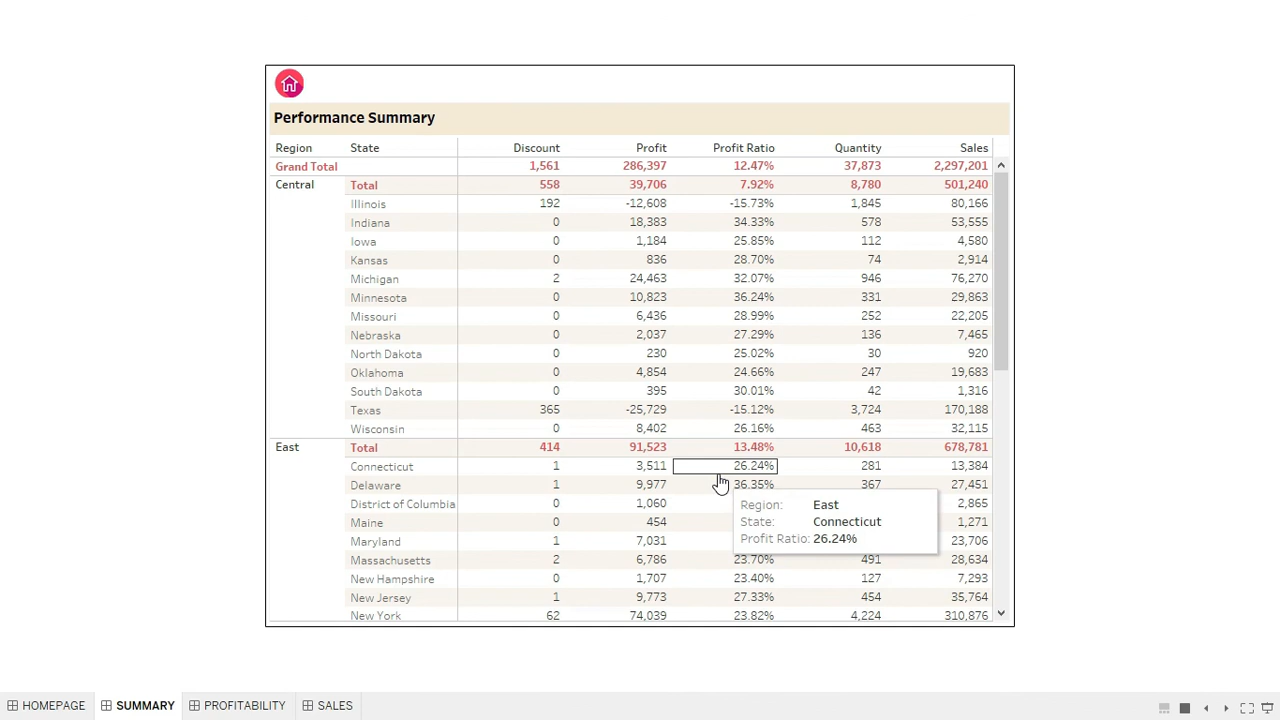 Performance Summary
Region State Discount Profit Profit Ratio Quantity Sales
Grand Total 1,561 286,397 12.47% 37,873 2,297,201
Central Total 558 39,706 7.92% 8,780 501,240
Illinois 192 -12,608 -15.73% 1,845 80,166
Indiana 0 18,383 34.33% 578 53,555
Iowa 0 1,184 25.85% 112 4,580
Kansas 0 836 28.70% 74 2,914
Michigan 2 24,463 32.07% 946 76,270
Minnesota 0 10,823 36.24% 331 29,863
Missouri 0 6,436 28.99% 252 22,205
Nebraska 0 2,037 27.29% 136 7,465
North Dakota 0 230 25.02% 30 920
Oklahoma 0 4,854 24.66% 247 19,683
South Dakota 0 395 30.01% 42 1,316
Texas 365 -25,729 -15.12% 3,724 170,188
Wisconsin 0 8,402 26.16% 463 32,115
East Total 414 91,523 13.48% 10,618 678,781
Connecticut 1 3,511 26.24% 281 13,384
Delaware 1 9,977 36.35% 367 27,451
District of Columbia 0 1,060 2,865
Maine 0 454 1,271
Maryland 1 7,031 23,706
Massachusetts 2 6,786 23.70% 491 28,634
New Hampshire 0 1,707 23.40% 127 7,293
New Jersey 1 9,773 27.33% 454 35,764
New York 62 74,039 23.82% 4,224 310,876
Region: East
State: Connecticut
Profit Ratio: 26.24%
HOMEPAGE SUMMARY PROFITABILITY SALES